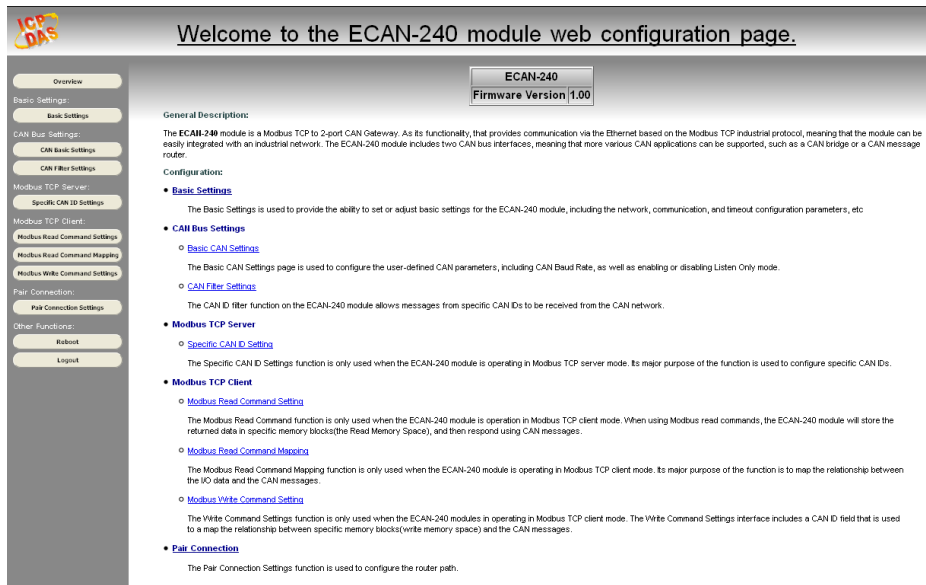 ICP
DAS
Welcome to the ECAN-240 module web configuration page.
Overview
Basic Settings:
Basic Settings
CAN Bus Settings:
CAN Basic Settings
CAN Filter Settings
Modbus TCP Server:
Specific CAN ID Settings
Modbus TCP Client:
Modbus Read Command Settings
Modbus Read Command Mapping
Modbus Write Command Settings
Pair Connection:
Pair Connection Settings
Other Functions:
Reboot
Logout
ECAN-240
Firmware Version 1.00
General Description:
The ECAN-240 module is a Modbus TCP to 2-port CAN Gateway. As its functionality, that provides communication via the Ethernet based on the Modbus TCP industrial protocol, meaning that the module can be
easily integrated with an industrial network. The ECAN-240 module includes two CAN bus interfaces, meaning that more various CAN applications can be supported, such as a CAN bridge or a CAN message
router.
Configuration:
• Basic Settings
The Basic Settings is used to provide the ability to set or adjust basic settings for the ECAN-240 module, including the network, communication, and timeout configuration parameters, etc
• CAN Bus Settings
○ Basic CAN Settings
The Basic CAN Settings page is used to configure the user-defined CAN parameters, including CAN Baud Rate, as well as enabling or disabling Listen Only mode.
○ CAN Filter Settings
The CAN ID filter function on the ECAN-240 module allows messages from specific CAN IDs to be received from the CAN network.
• Modbus TCP Server
○ Specific CAN ID Setting
The Specific CAN ID Settings function is only used when the ECAN-240 module is operating in Modbus TCP server mode. Its major purpose of the function is used to configure specific CAN IDs.
• Modbus TCP Client
○ Modbus Read Command Setting
The Modbus Read Command function is only used when the ECAN-240 module is operation in Modbus TCP client mode. When using Modbus read commands, the ECAN-240 module will store the
returned data in specific memory blocks(the Read Memory Space), and then respond using CAN messages.
○ Modbus Read Command Mapping
The Modbus Read Command Mapping function is only used when the ECAN-240 module is operating in Modbus TCP client mode. Its major purpose of the function is to map the relationship between
the I/O data and the CAN messages.
○ Modbus Write Command Setting
The Write Command Settings function is only used when the ECAN-240 modules in operating in Modbus TCP client mode. The Write Command Settings interface includes a CAN ID field that is used
to a map the relationship between specific memory blocks(write memory space) and the CAN messages.
• Pair Connection
The Pair Connection Settings function is used to configure the router path.